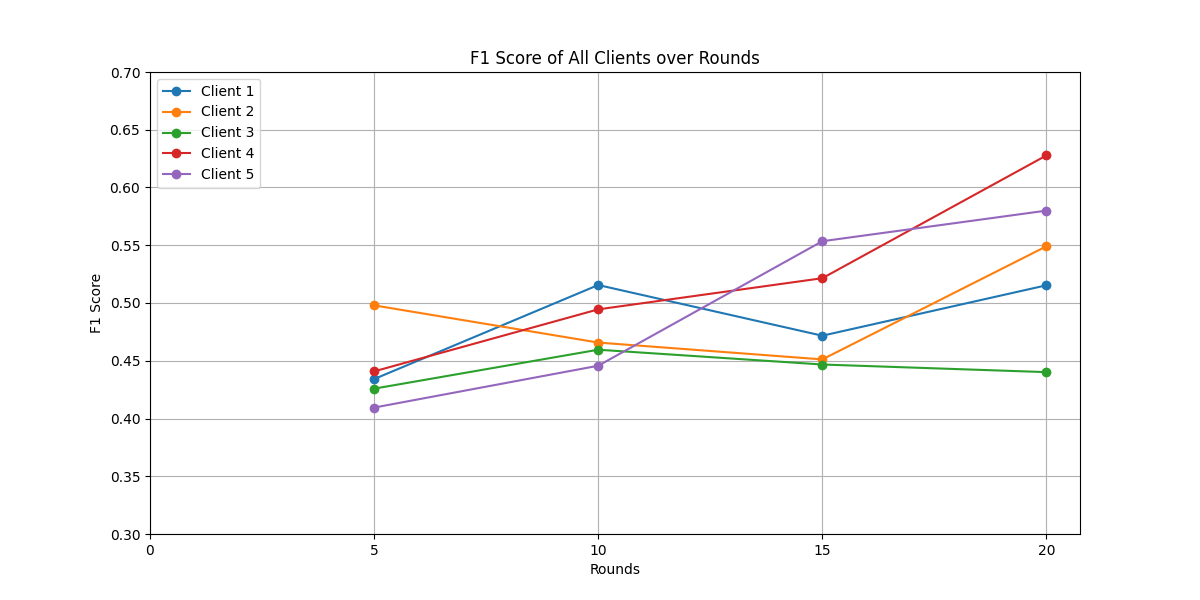 F1 Score of All Clients over Rounds
Client 1
Client 2
Client 3
Client 4
Client 5
0.70
0.65
0.60
0.55
0.50
0.45
0.40
0.35
0.30
F1 Score
0 5 10 15 20
Rounds